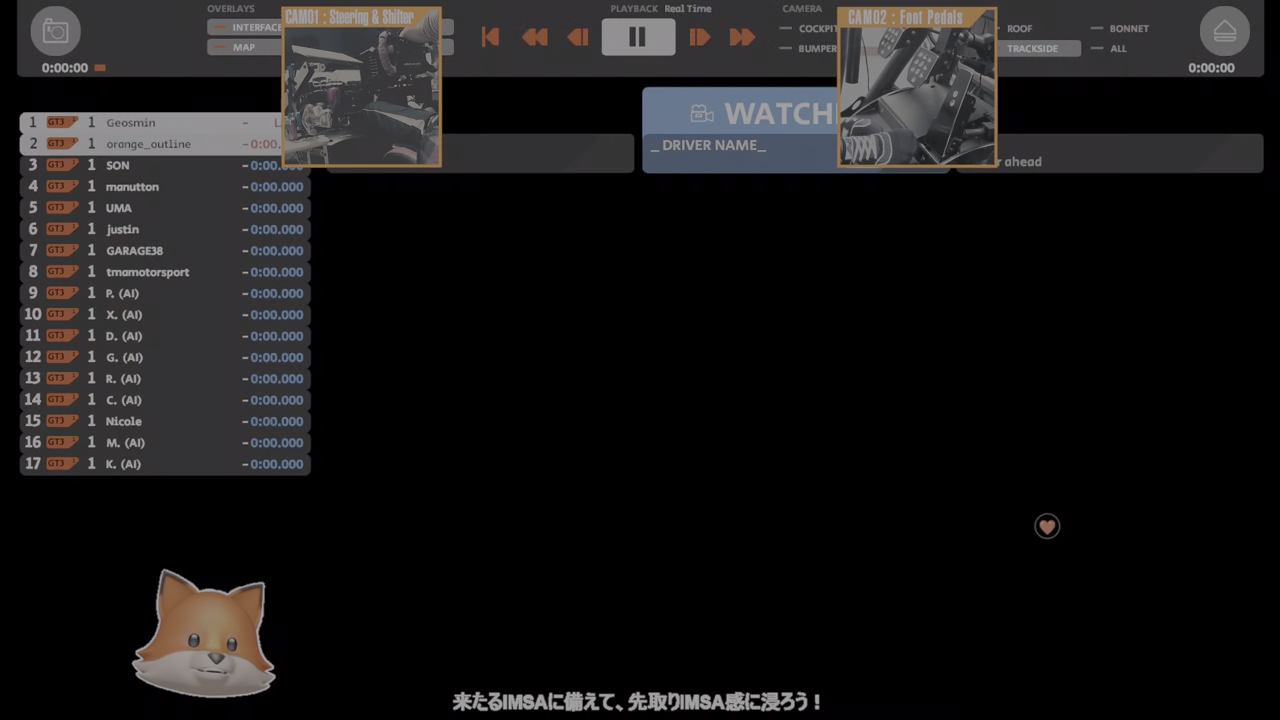 OVERLAYS
INTERFACE
MAP
PLAYBACK Real Time
CAMERA
COCKPIT
BUMPER
ROOF
TRACKSIDE
BONNET
ALL
0:00:00
0:00:00
CAM01 : Steering & Shifter
CAM02 : Foot Pedals
WATCHI
_ DRIVER NAME_
ahead
1 GT3 1 Geosmin - L
2 GT3 1 orange_outline -0:00.
3 GT3 1 SON -0:00.000
4 GT3 1 manutton -0:00.000
5 GT3 1 UMA -0:00.000
6 GT3 1 justin -0:00.000
7 GT3 1 GARAGE38 -0:00.000
8 GT3 1 tmamotorsport -0:00.000
9 GT3 1 P. (AI) -0:00.000
10 GT3 1 X. (AI) -0:00.000
11 GT3 1 D. (AI) -0:00.000
12 GT3 1 G. (AI) -0:00.000
13 GT3 1 R. (AI) -0:00.000
14 GT3 1 C. (AI) -0:00.000
15 GT3 1 Nicole -0:00.000
16 GT3 1 M. (AI) -0:00.000
17 GT3 1 K. (AI) -0:00.000
来たるIMSAに備えて、先取りIMSA感に浸ろう！